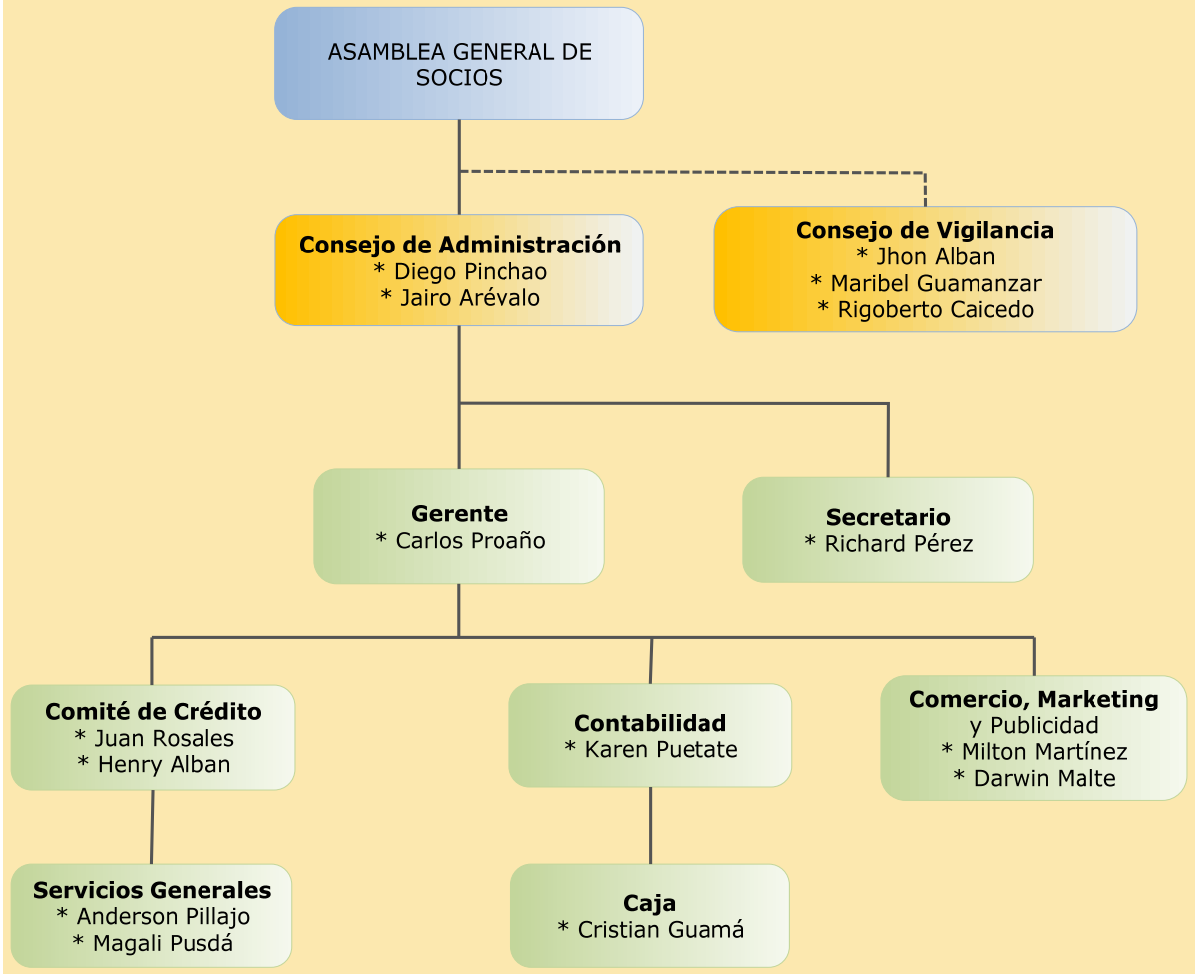 ASAMBLEA GENERAL DE
SOCIOS
Consejo de Administración
* Diego Pinchao
* Jairo Arévalo
Consejo de Vigilancia
* Jhon Alban
* Maribel Guamanzar
* Rigoberto Caicedo
Gerente
* Carlos Proaño
Secretario
* Richard Pérez
Comité de Crédito
* Juan Rosales
* Henry Alban
Contabilidad
* Karen Puetate
Comercio, Marketing
y Publicidad
* Milton Martínez
* Darwin Malte
Servicios Generales
* Anderson Pillajo
* Magali Pusdá
Caja
* Cristian Guamá